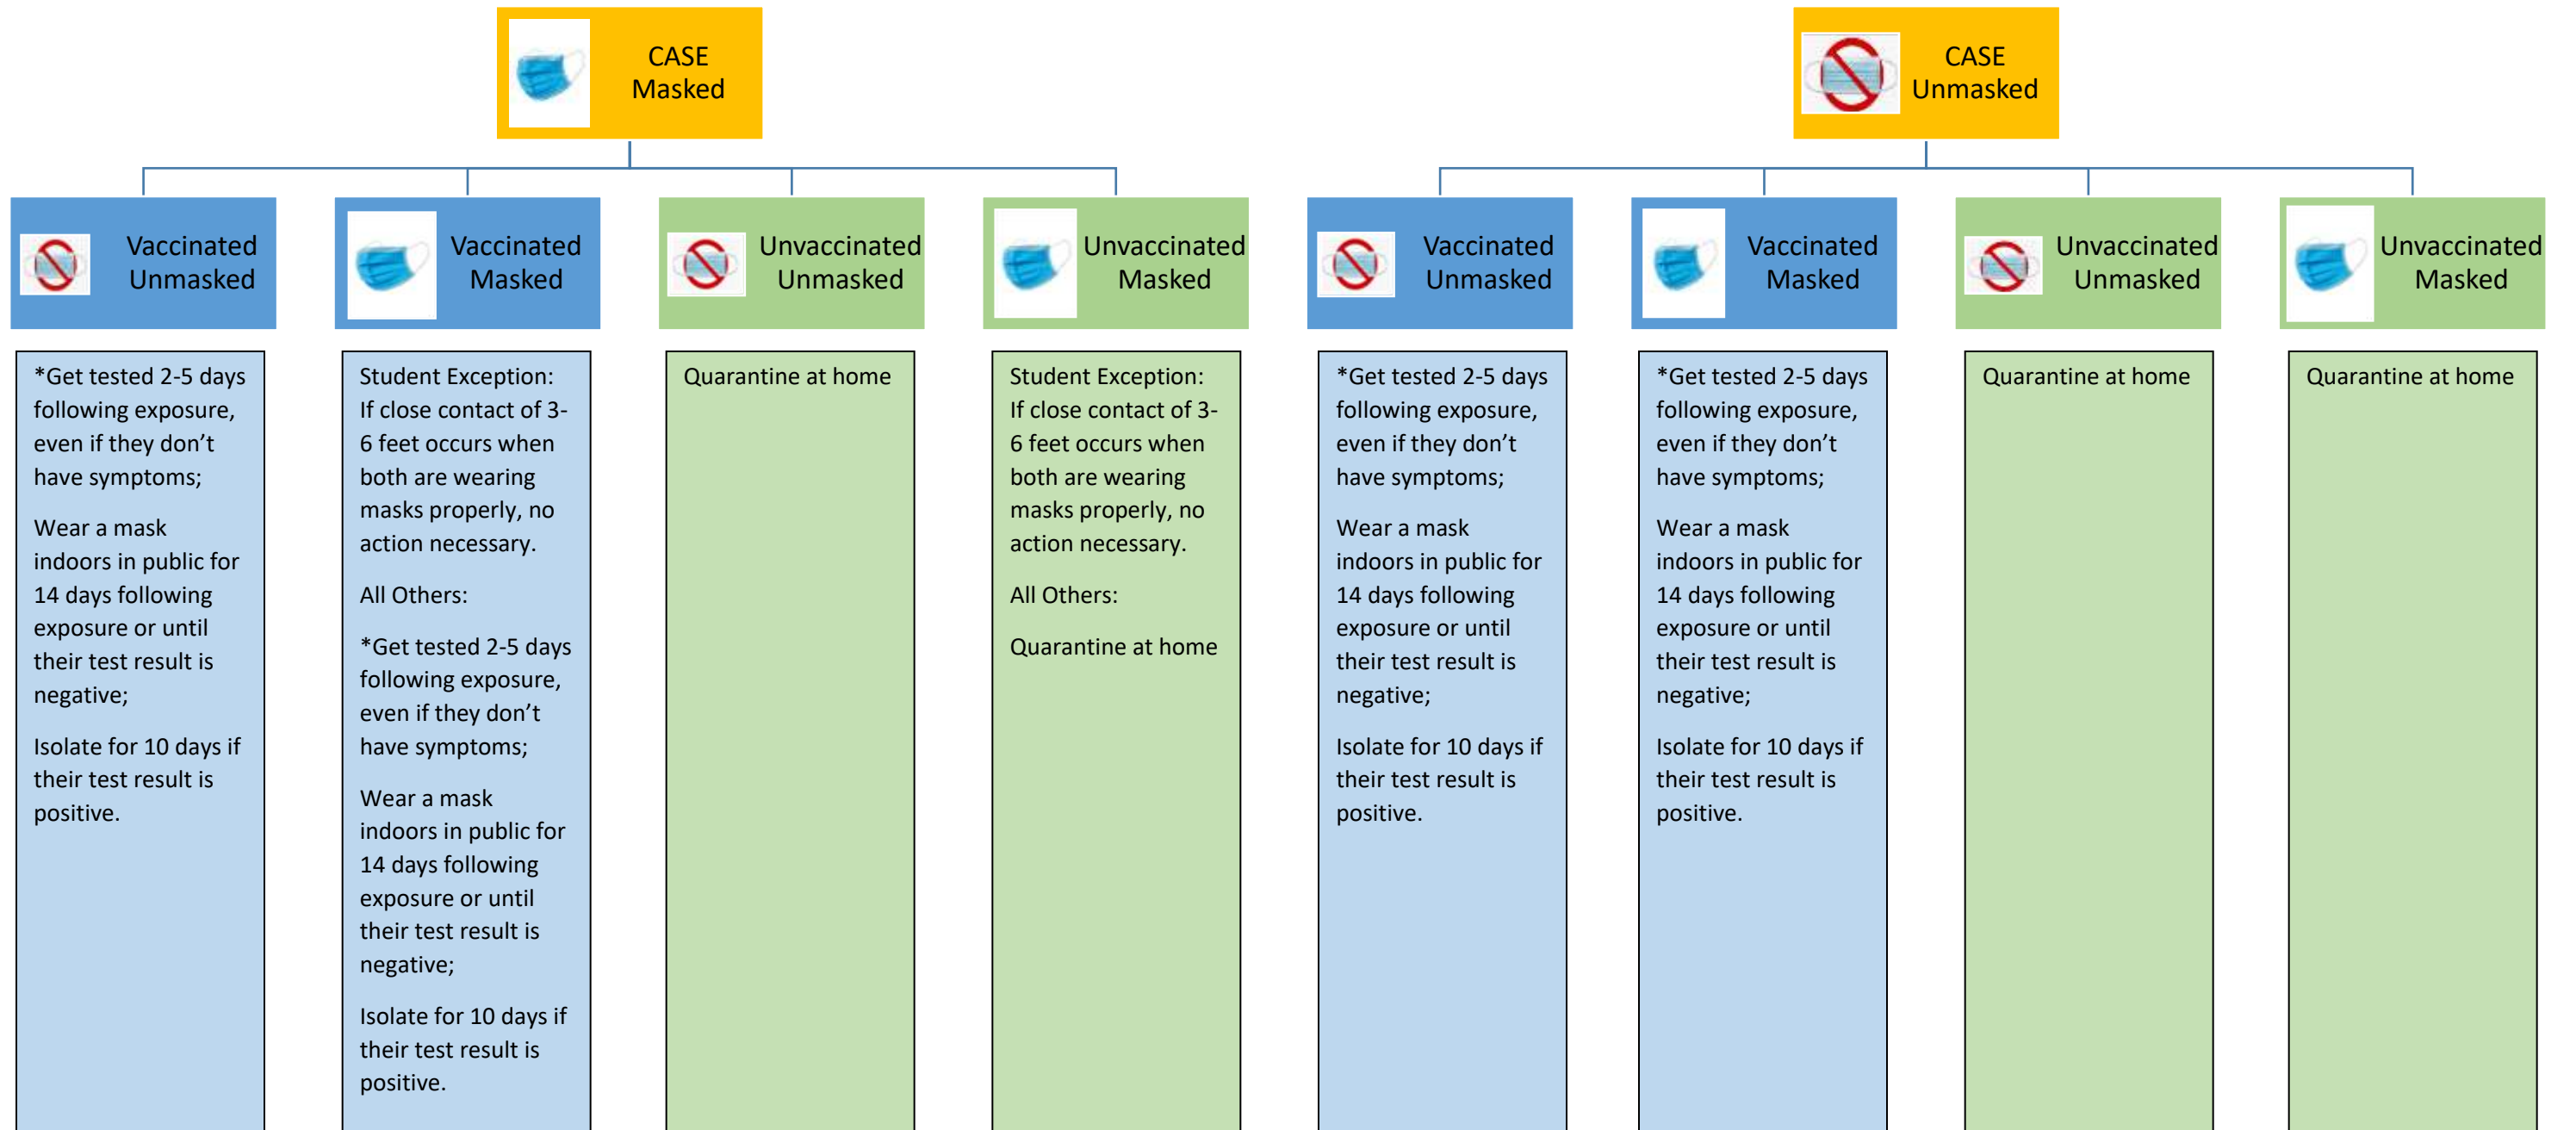 CASE
Masked
CASE
Unmasked
Vaccinated
Unmasked
Vaccinated
Masked
Unvaccinated
Unmasked
Unvaccinated
Masked
Vaccinated
Unmasked
Vaccinated
Masked
Unvaccinated
Unmasked
Unvaccinated
Masked
*Get tested 2-5 days
following exposure,
even if they don’t
have symptoms;
Wear a mask
indoors in public for
14 days following
exposure or until
their test result is
negative;
Isolate for 10 days if
their test result is
positive.
Student Exception:
If close contact of 3-
6 feet occurs when
both are wearing
masks properly, no
action necessary.
All Others:
*Get tested 2-5 days
following exposure,
even if they don’t
have symptoms;
Wear a mask
indoors in public for
14 days following
exposure or until
their test result is
negative;
Isolate for 10 days if
their test result is
positive.
Quarantine at home
Student Exception:
If close contact of 3-
6 feet occurs when
both are wearing
masks properly, no
action necessary.
All Others:
Quarantine at home
*Get tested 2-5 days
following exposure,
even if they don’t
have symptoms;
Wear a mask
indoors in public for
14 days following
exposure or until
their test result is
negative;
Isolate for 10 days if
their test result is
positive.
*Get tested 2-5 days
following exposure,
even if they don’t
have symptoms;
Wear a mask
indoors in public for
14 days following
exposure or until
their test result is
negative;
Isolate for 10 days if
their test result is
positive.
Quarantine at home
Quarantine at home